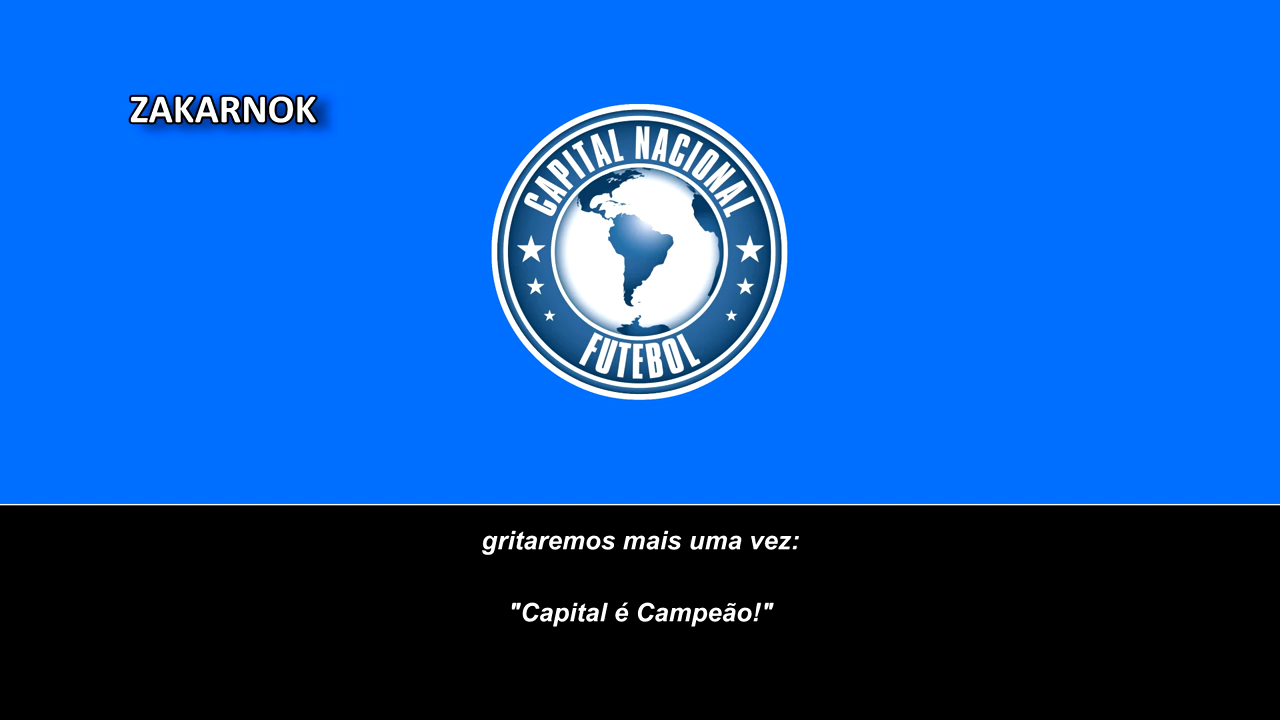 ZAKARNOK
CAPITAL NACIONAL
FUTEBOL
gritaremos mais uma vez:
"Capital é Campeão!"